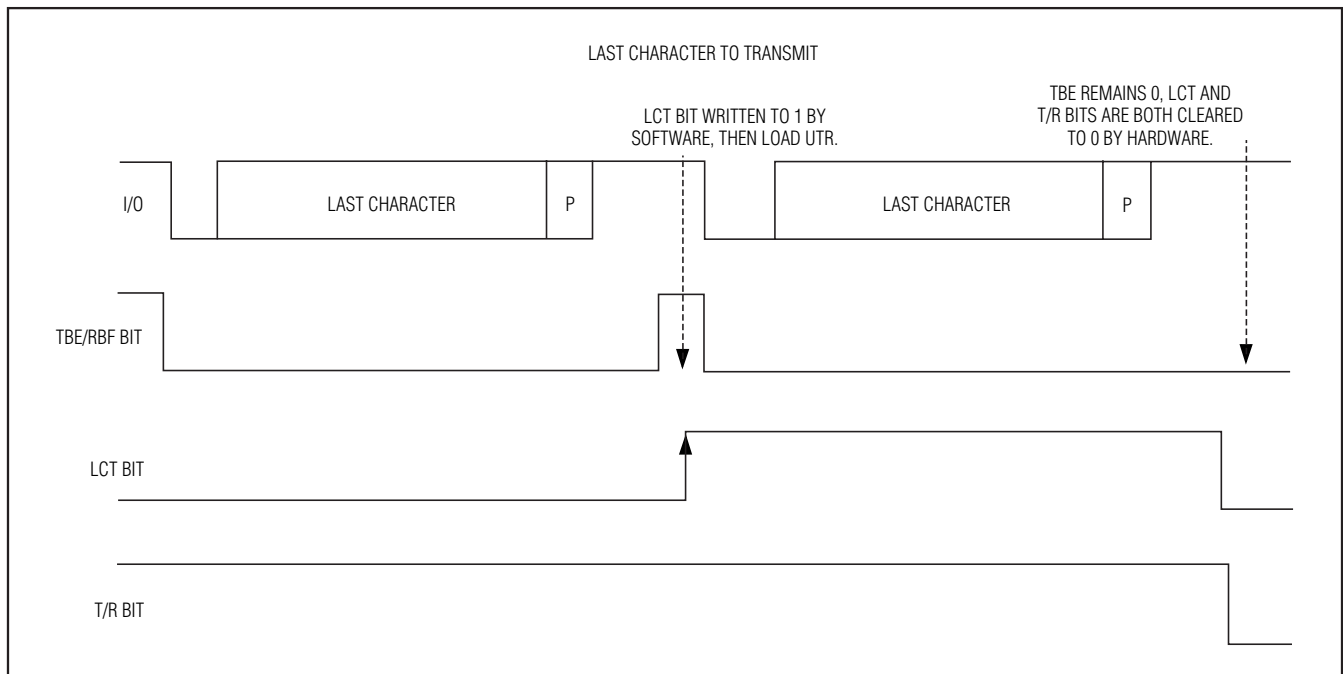 LAST CHARACTER TO TRANSMIT
LCT BIT WRITTEN TO 1 BY
SOFTWARE, THEN LOAD UTR.
TBE REMAINS 0, LCT AND
T/R BITS ARE BOTH CLEARED
TO 0 BY HARDWARE.
I/O
LAST CHARACTER
P
LAST CHARACTER
P
TBE/RBF BIT
LCT BIT
T/R BIT